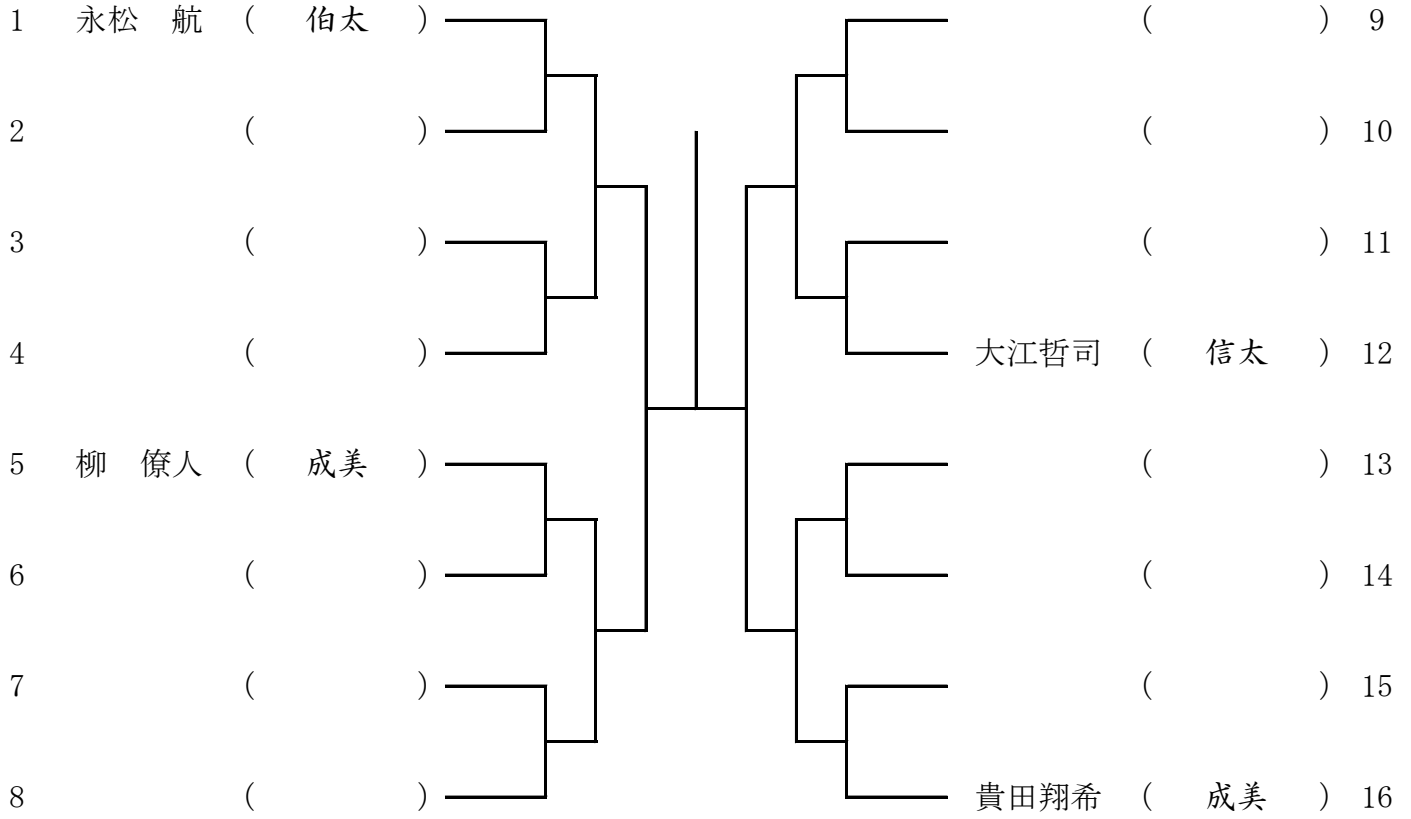 1 永松 航 ( 伯太 )
2 ( )
3 ( )
4 ( )
5 柳 僚人 ( 成美 )
6 ( )
7 ( )
8 ( )
( ) 9
( ) 10
( ) 11
大江哲司 ( 信太 ) 12
( ) 13
( ) 14
( ) 15
貴田翔希 ( 成美 ) 16